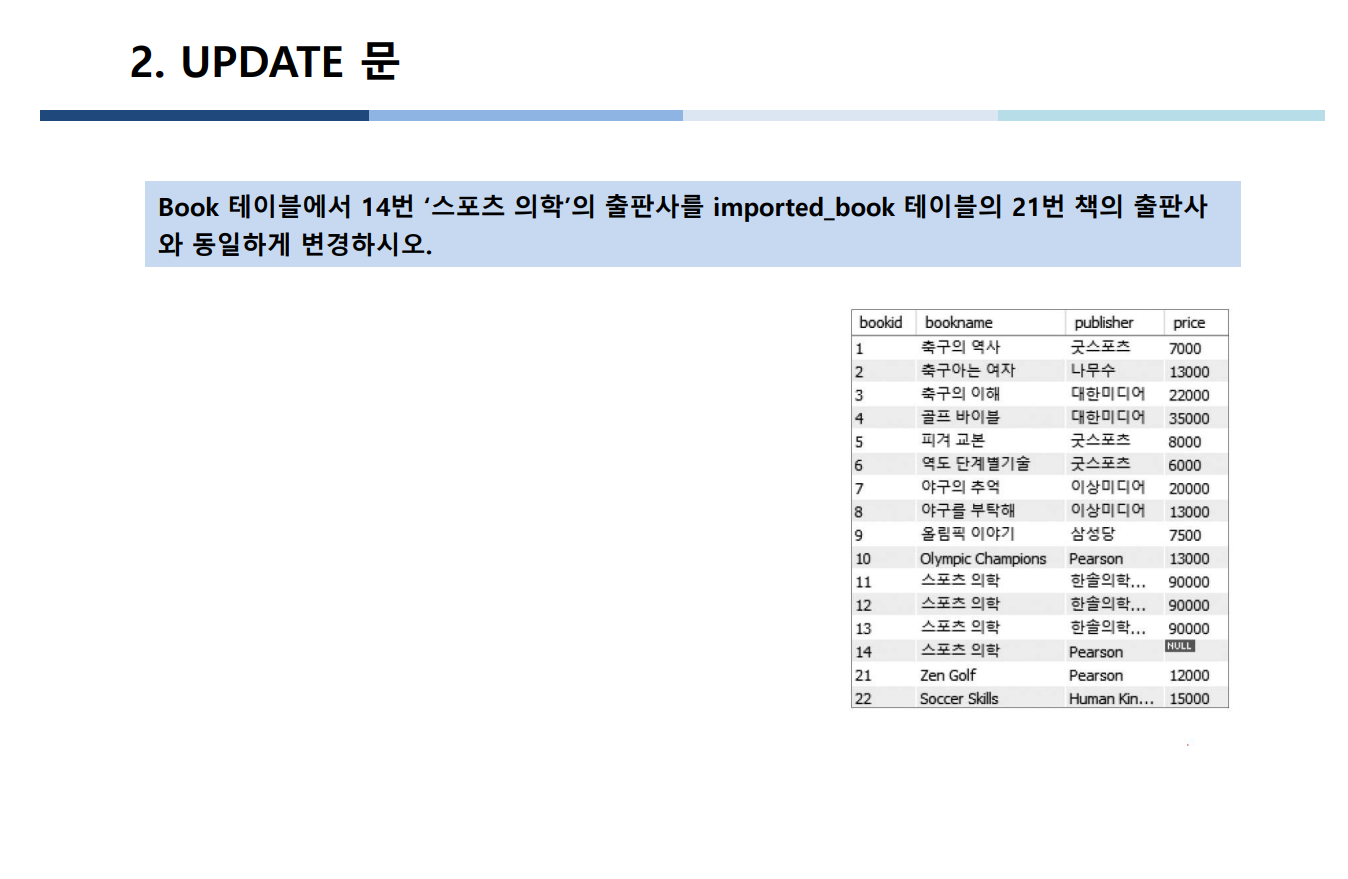 2. UPDATE 문
Book 테이블에서 14번 ‘스포츠 의학’의 출판사를 imported_book 테이블의 21번 책의 출판사
와 동일하게 변경하시오.
bookid bookname publisher price
1 축구의 역사 굿스포츠 7000
2 축구아는 여자 나무수 13000
3 축구의 이해 대한미디어 22000
4 골프 바이블 대한미디어 35000
5 피겨 교본 굿스포츠 8000
6 역도 단계별기술 굿스포츠 6000
7 야구의 추억 이상미디어 20000
8 야구를 부탁해 이상미디어 13000
9 올림픽 이야기 삼성당 7500
10 Olympic Champions Pearson 13000
11 스포츠 의학 한솔의학... 90000
12 스포츠 의학 한솔의학... 90000
13 스포츠 의학 한솔의학... 90000
14 스포츠 의학 Pearson NULL
21 Zen Golf Pearson 12000
22 Soccer Skills Human Kin... 15000